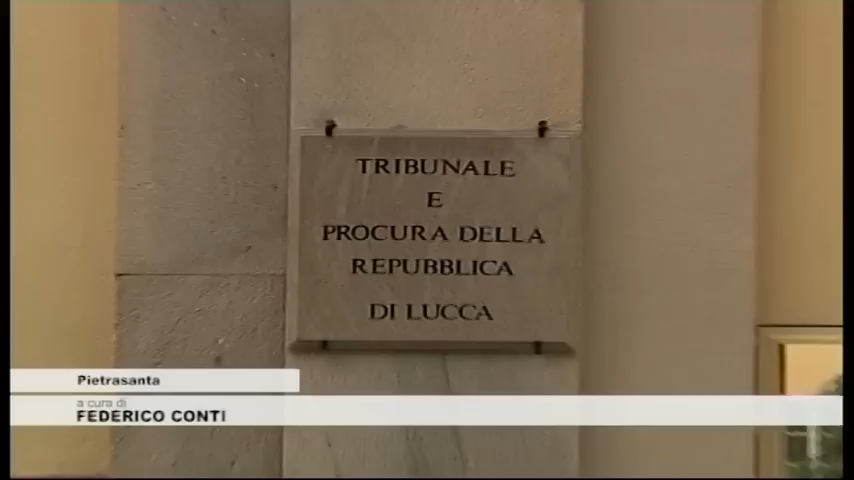 TRIBUNALE
E
PROCURA DELLA
REPUBBLICA
DI LUCCA
Pietrasanta
a cura di
FEDERICO CONTI